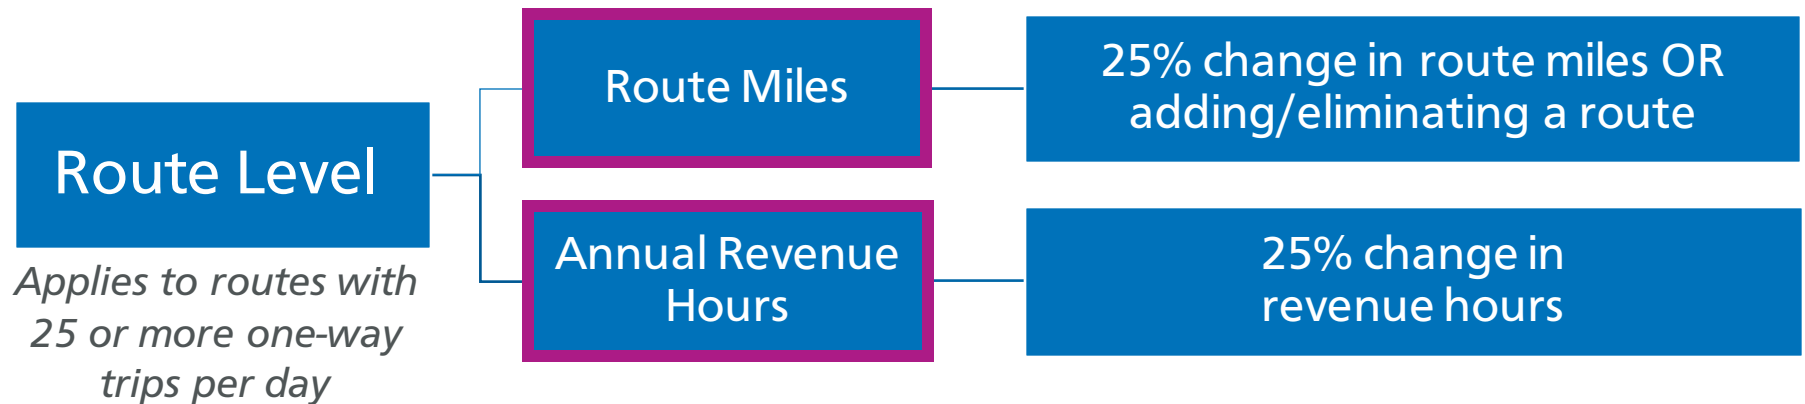 Route Level
Applies to routes with
25 or more one-way
trips per day
Route Miles
25% change in route miles OR
adding/eliminating a route
Annual Revenue
Hours
25% change in
revenue hours